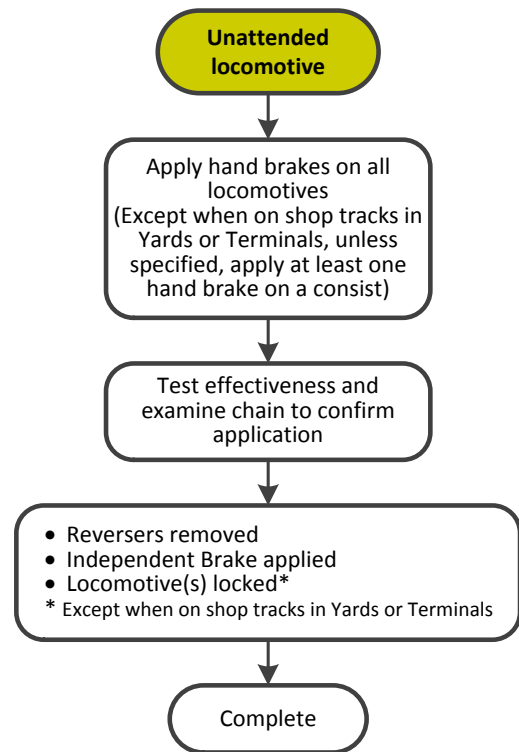 Unattended
locomotive
Apply hand brakes on all
locomotives
(Except when on shop tracks in
Yards or Terminals, unless
specified, apply at least one
hand brake on a consist)
Test effectiveness and
examine chain to confirm
application
• Reversers removed
• Independent Brake applied
• Locomotive(s) locked*
* Except when on shop tracks in Yards or Terminals
Complete